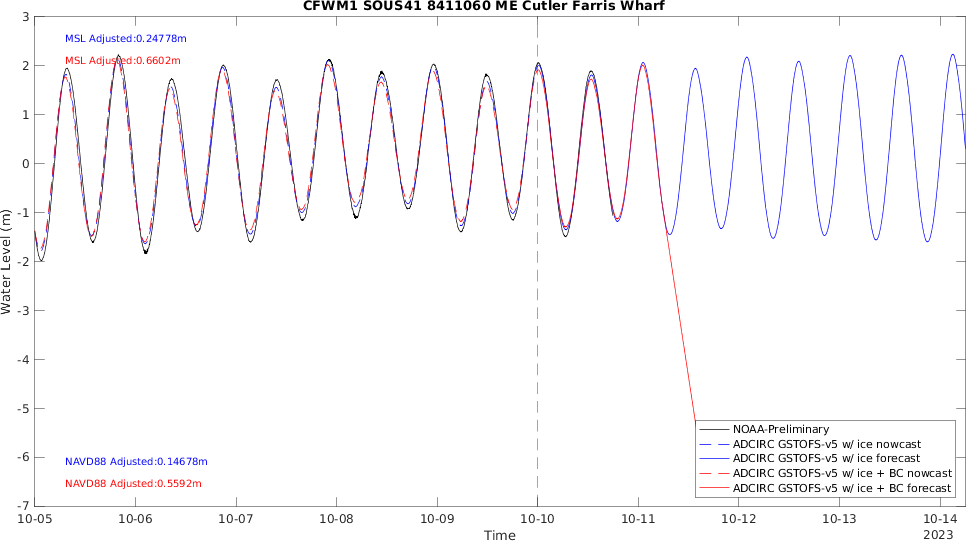 CFWM1 SOUS41 8411060 ME Cutler Farris Wharf
3
2
1
0
-1
-2
-3
-4
-5
-6
-7
Water Level (m)
MSL Adjusted:0.24778m
MSL Adjusted:0.6602m
NAVD88 Adjusted:0.14678m
NAVD88 Adjusted:0.5592m
NOAA-Preliminary
ADCIRC GSTOFS-v5 w/ ice nowcast
ADCIRC GSTOFS-v5 w/ ice forecast
ADCIRC GSTOFS-v5 w/ ice + BC nowcast
ADCIRC GSTOFS-v5 w/ ice + BC forecast
10-05 10-06 10-07 10-08 10-09 10-10 10-11 10-12 10-13 10-14
2023
Time